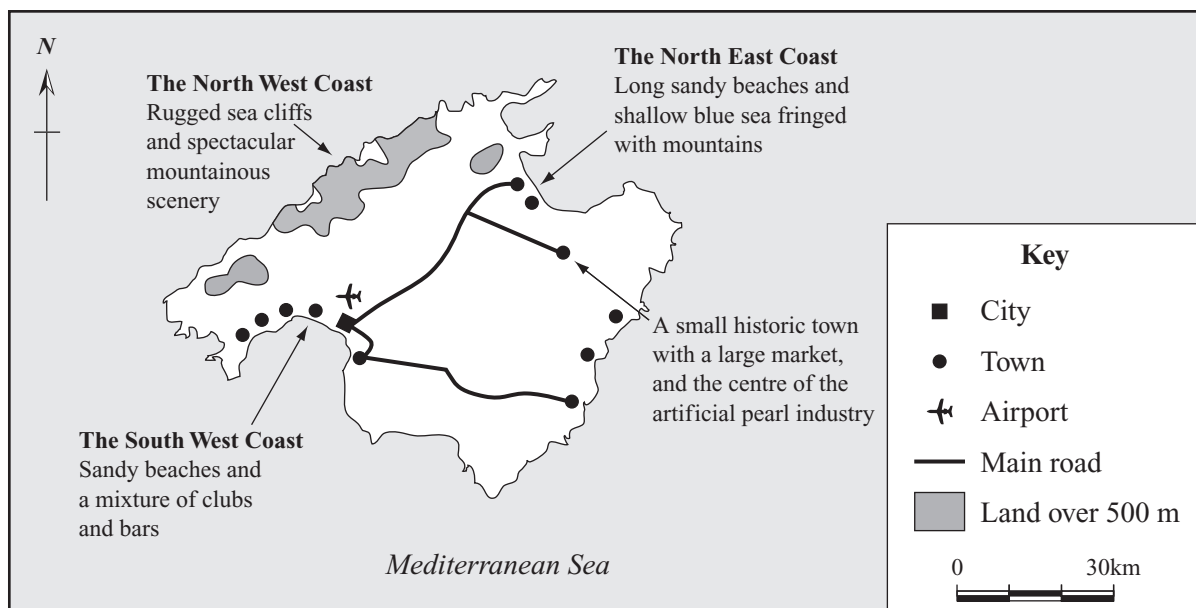 N
The North West Coast
Rugged sea cliffs
and spectacular
mountainous
scenery
The North East Coast
Long sandy beaches and
shallow blue sea fringed
with mountains
A small historic town
with a large market,
and the centre of the
artificial pearl industry
The South West Coast
Sandy beaches and
a mixture of clubs
and bars
Mediterranean Sea
Key
City
Town
Airport
Main road
Land over 500 m
0 30km